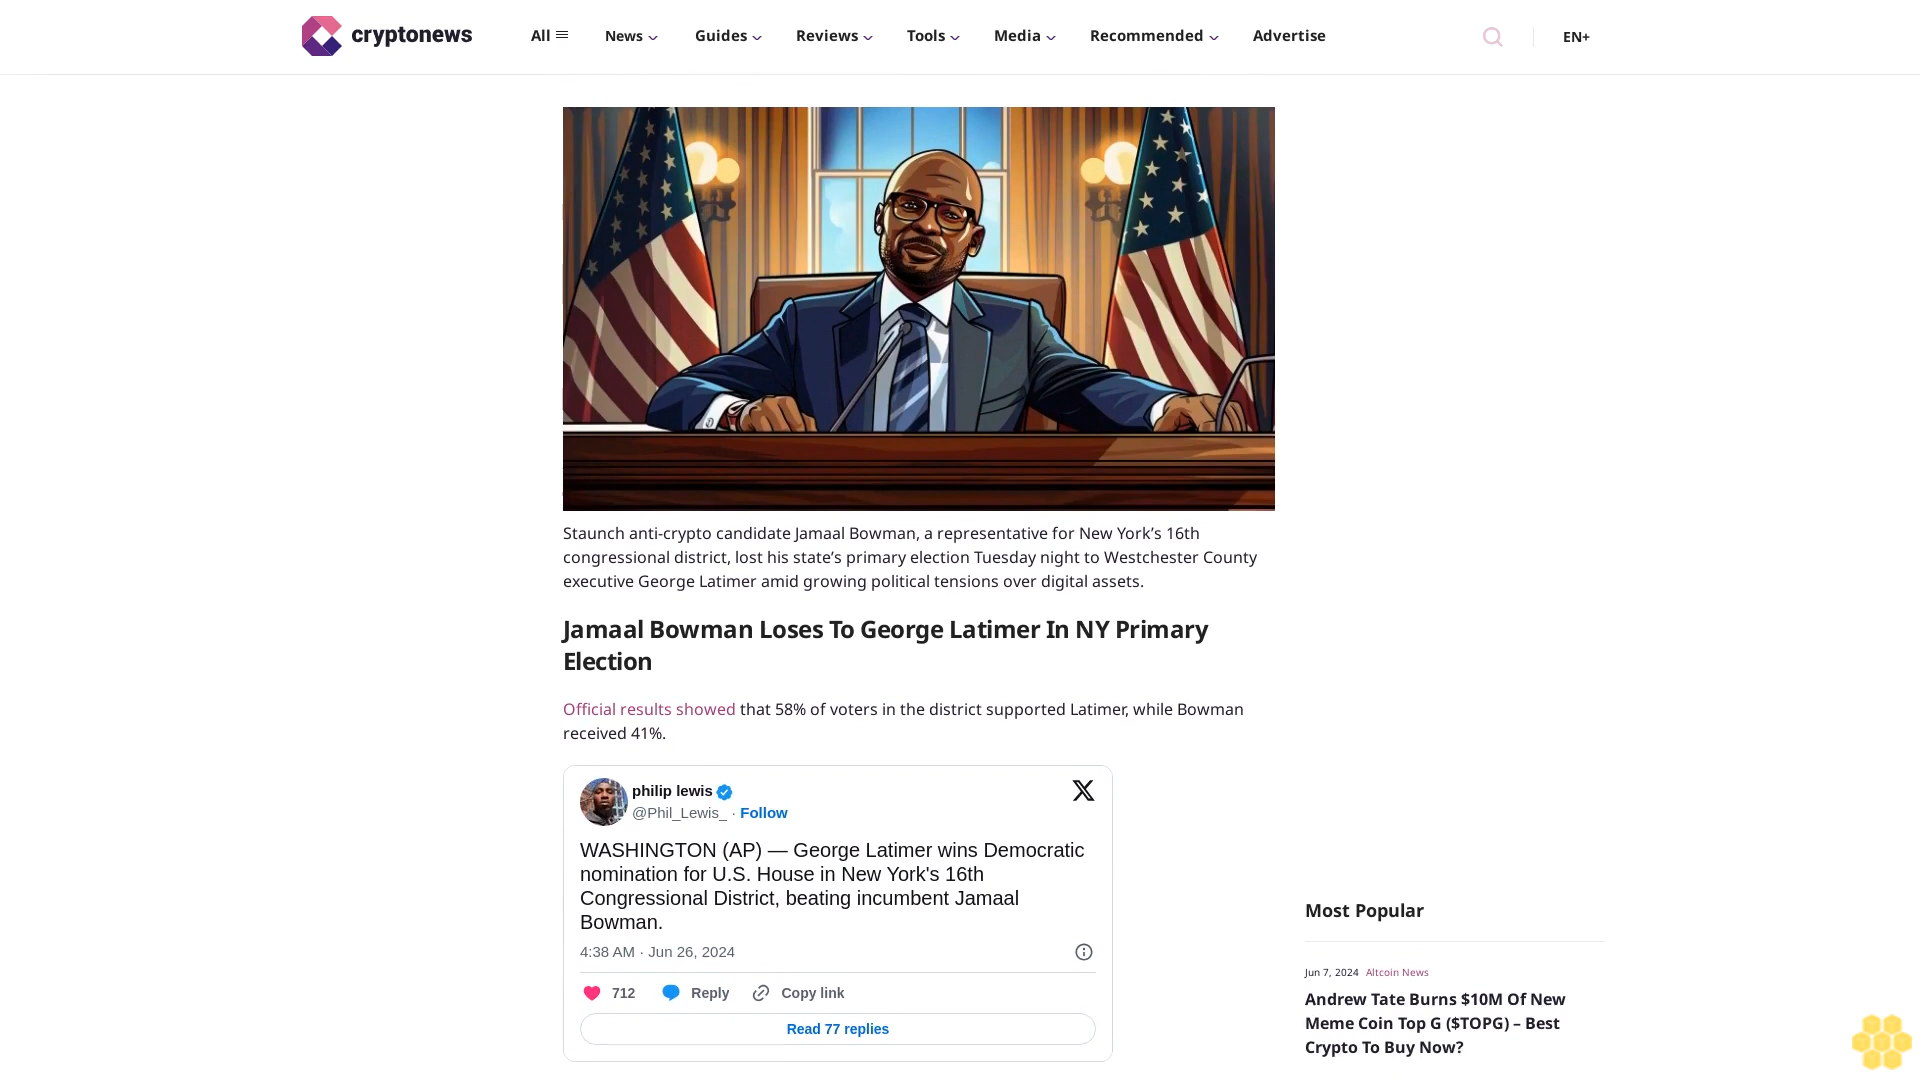 cryptonews
All
News
Guides
Reviews
Tools
Media
Recommended
Advertise
EN+
Staunch anti-crypto candidate Jamaal Bowman, a representative for New York’s 16th
congressional district, lost his state’s primary election Tuesday night to Westchester County
executive George Latimer amid growing political tensions over digital assets.
Jamaal Bowman Loses To George Latimer In NY Primary
Election
Official results showed that 58% of voters in the district supported Latimer, while Bowman
received 41%.
philip lewis
@Phil_Lewis_ · Follow
WASHINGTON (AP) — George Latimer wins Democratic
nomination for U.S. House in New York's 16th
Congressional District, beating incumbent Jamaal
Bowman.
4:38 AM · Jun 26, 2024
712 Reply Copy link
Read 77 replies
Most Popular
Jun 7, 2024 Altcoin News
Andrew Tate Burns $10M Of New
Meme Coin Top G ($TOPG) – Best
Crypto To Buy Now?